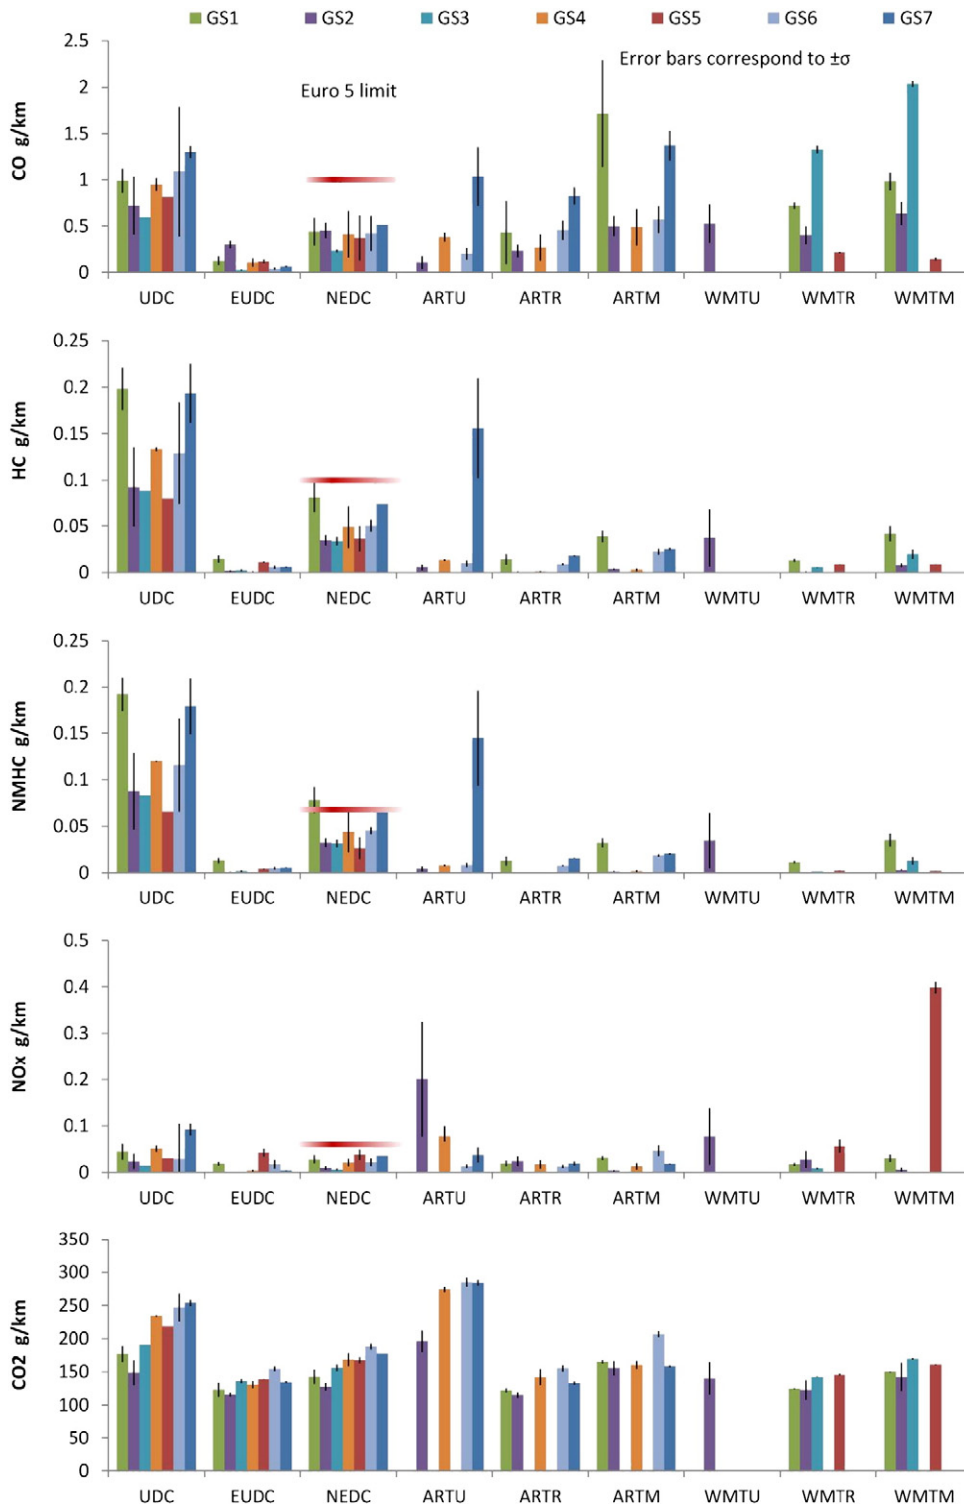 GS1 GS2 GS3 GS4 GS5 GS6 GS7
CO g/km
2.5
2
1.5
1
0.5
0
Euro 5 limit
Error bars correspond to ±σ
UDC EUDC NEDC ARTU ARTR ARTM WMTU WMTR WMTM
HC g/km
0.25
0.2
0.15
0.1
0.05
0
UDC EUDC NEDC ARTU ARTR ARTM WMTU WMTR WMTM
NMHC g/km
0.25
0.2
0.15
0.1
0.05
0
UDC EUDC NEDC ARTU ARTR ARTM WMTU WMTR WMTM
NOx g/km
0.5
0.4
0.3
0.2
0.1
0
UDC EUDC NEDC ARTU ARTR ARTM WMTU WMTR WMTM
CO2 g/km
350
300
250
200
150
100
50
0
UDC EUDC NEDC ARTU ARTR ARTM WMTU WMTR WMTM